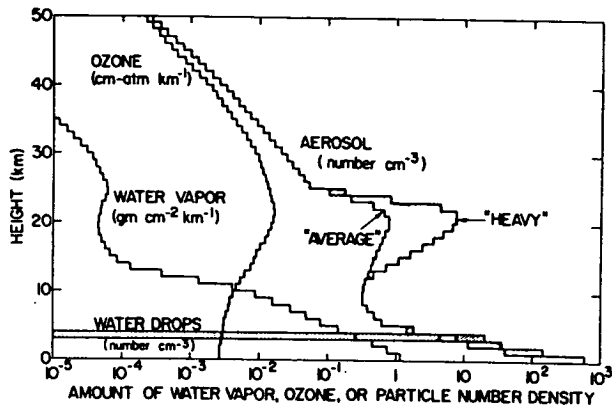 50
OZONE
(cm-atm km⁻¹)
40
AEROSOL
(number cm⁻³)
30
HEIGHT (km)
WATER VAPOR
(gm cm⁻² km⁻¹)
20
"AVERAGE"
"HEAVY"
10
WATER DROPS
(number cm⁻³)
0
10⁻⁵ 10⁻⁴ 10⁻³ 10⁻² 10⁻¹ 1 10 10² 10³
AMOUNT OF WATER VAPOR, OZONE, OR PARTICLE NUMBER DENSITY